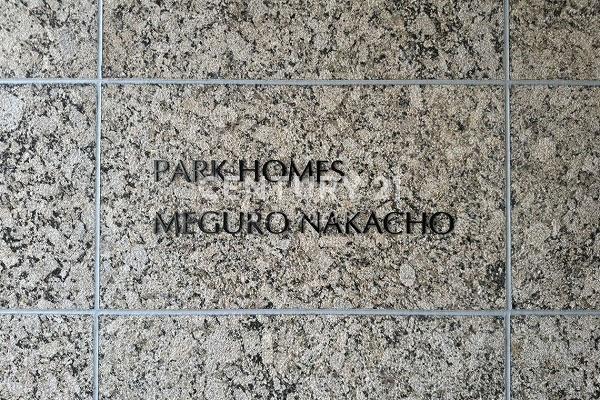 PARK HOMES
CENTURY 21
MEGURO NAKACHO